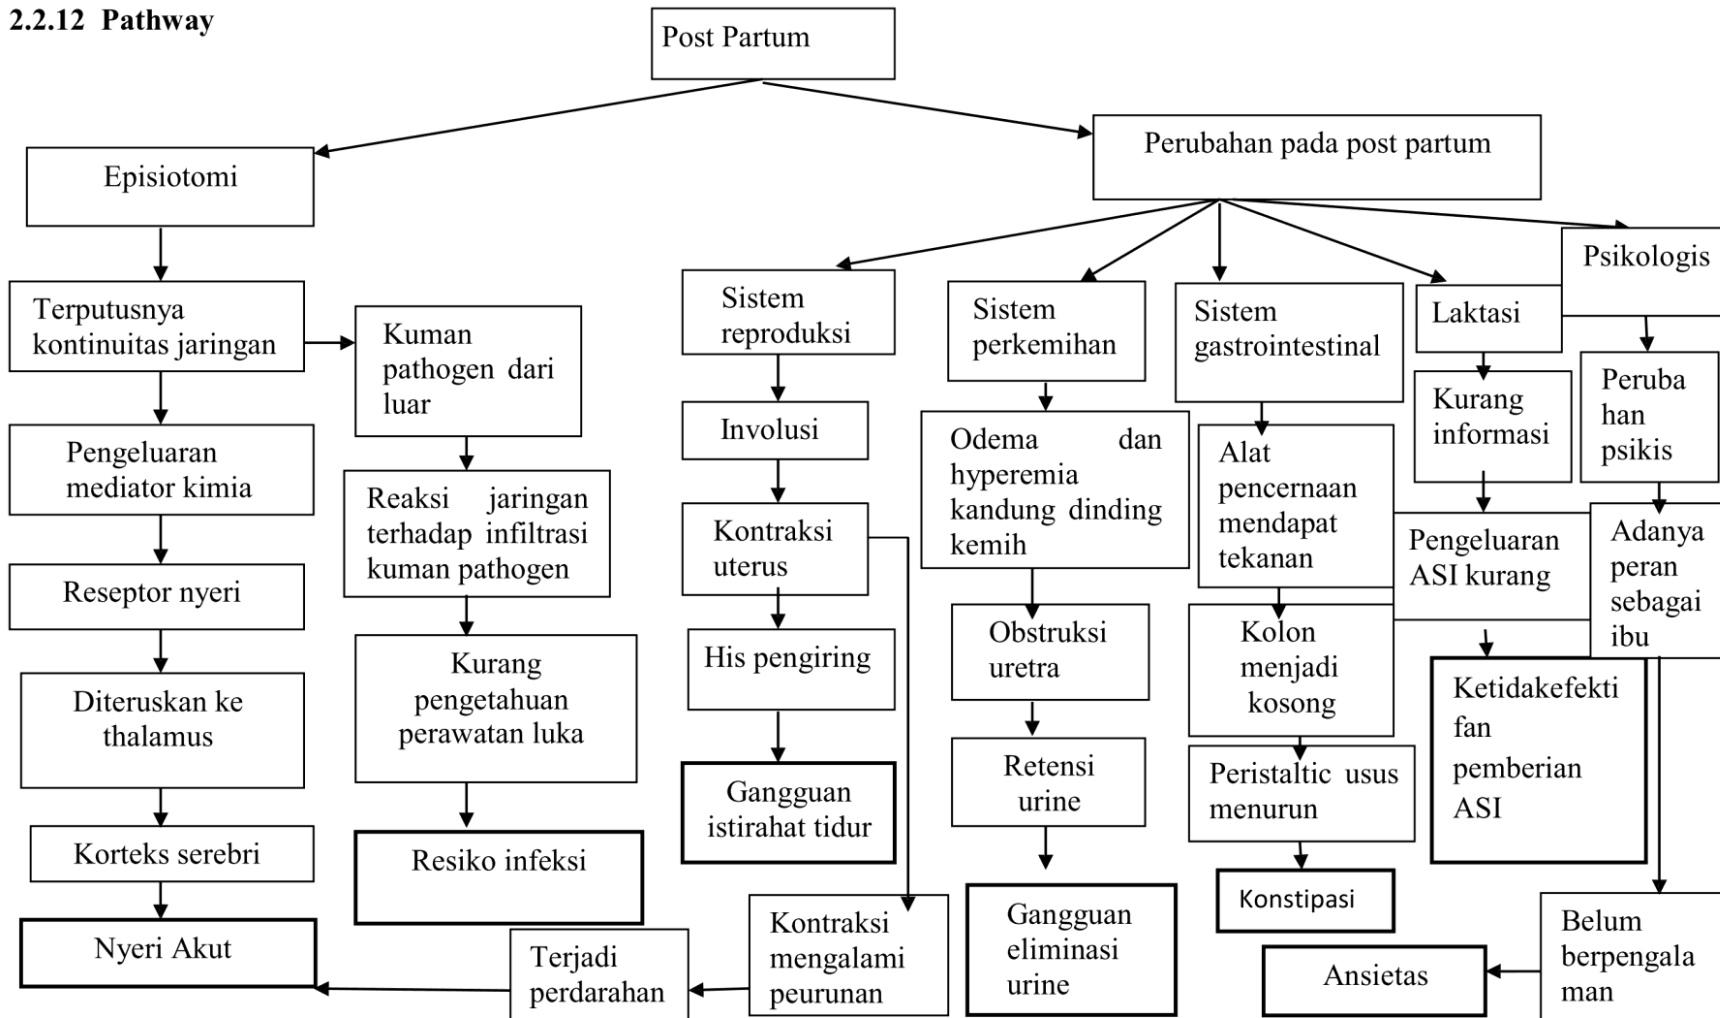 2.2.12 Pathway
Post Partum
Episiotomi
Terputusnya
kontinuitas jaringan
Pengeluaran
mediator kimia
Reseptor nyeri
Diteruskan ke
thalamus
Korteks serebri
Nyeri Akut
Kuman
pathogen dari
luar
Reaksi jaringan
terhadap infiltrasi
kuman pathogen
Kurang
pengetahuan
perawatan luka
Resiko infeksi
Perubahan pada post partum
Sistem
reproduksi
Involusi
Kontraksi
uterus
His pengiring
Gangguan
istirahat tidur
Kontraksi
mengalami
peurunan
Terjadi
perdarahan
Sistem
perkemihan
Odema dan
hyperemia
kandung dinding
kemih
Obstruksi
uretra
Retensi
urine
Gangguan
eliminasi
urine
Sistem
gastrointestinal
Alat
pencernaan
mendapat
tekanan
Kolon
menjadi
kosong
Peristaltic usus
menurun
Konstipasi
Laktasi
Kurang
informasi
Pengeluaran
ASI kurang
Ketidakefekti
fan
pemberian
ASI
Psikologis
Peruba
han
psikis
Adanya
peran
sebagai
ibu
Belum
berpengala
man
Ansietas